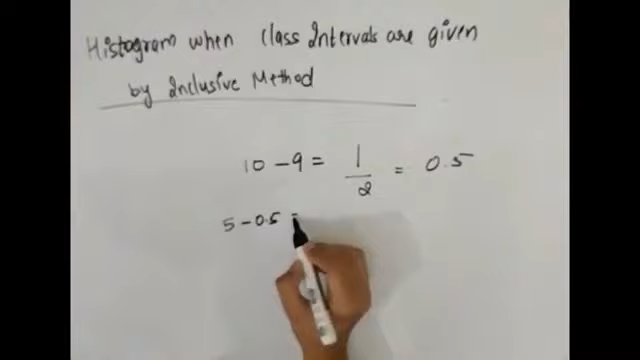 Histogram when class Intervals are given
by Inclusive Method
10 - 9 = 1/2 = 0.5
5 - 0.5 =